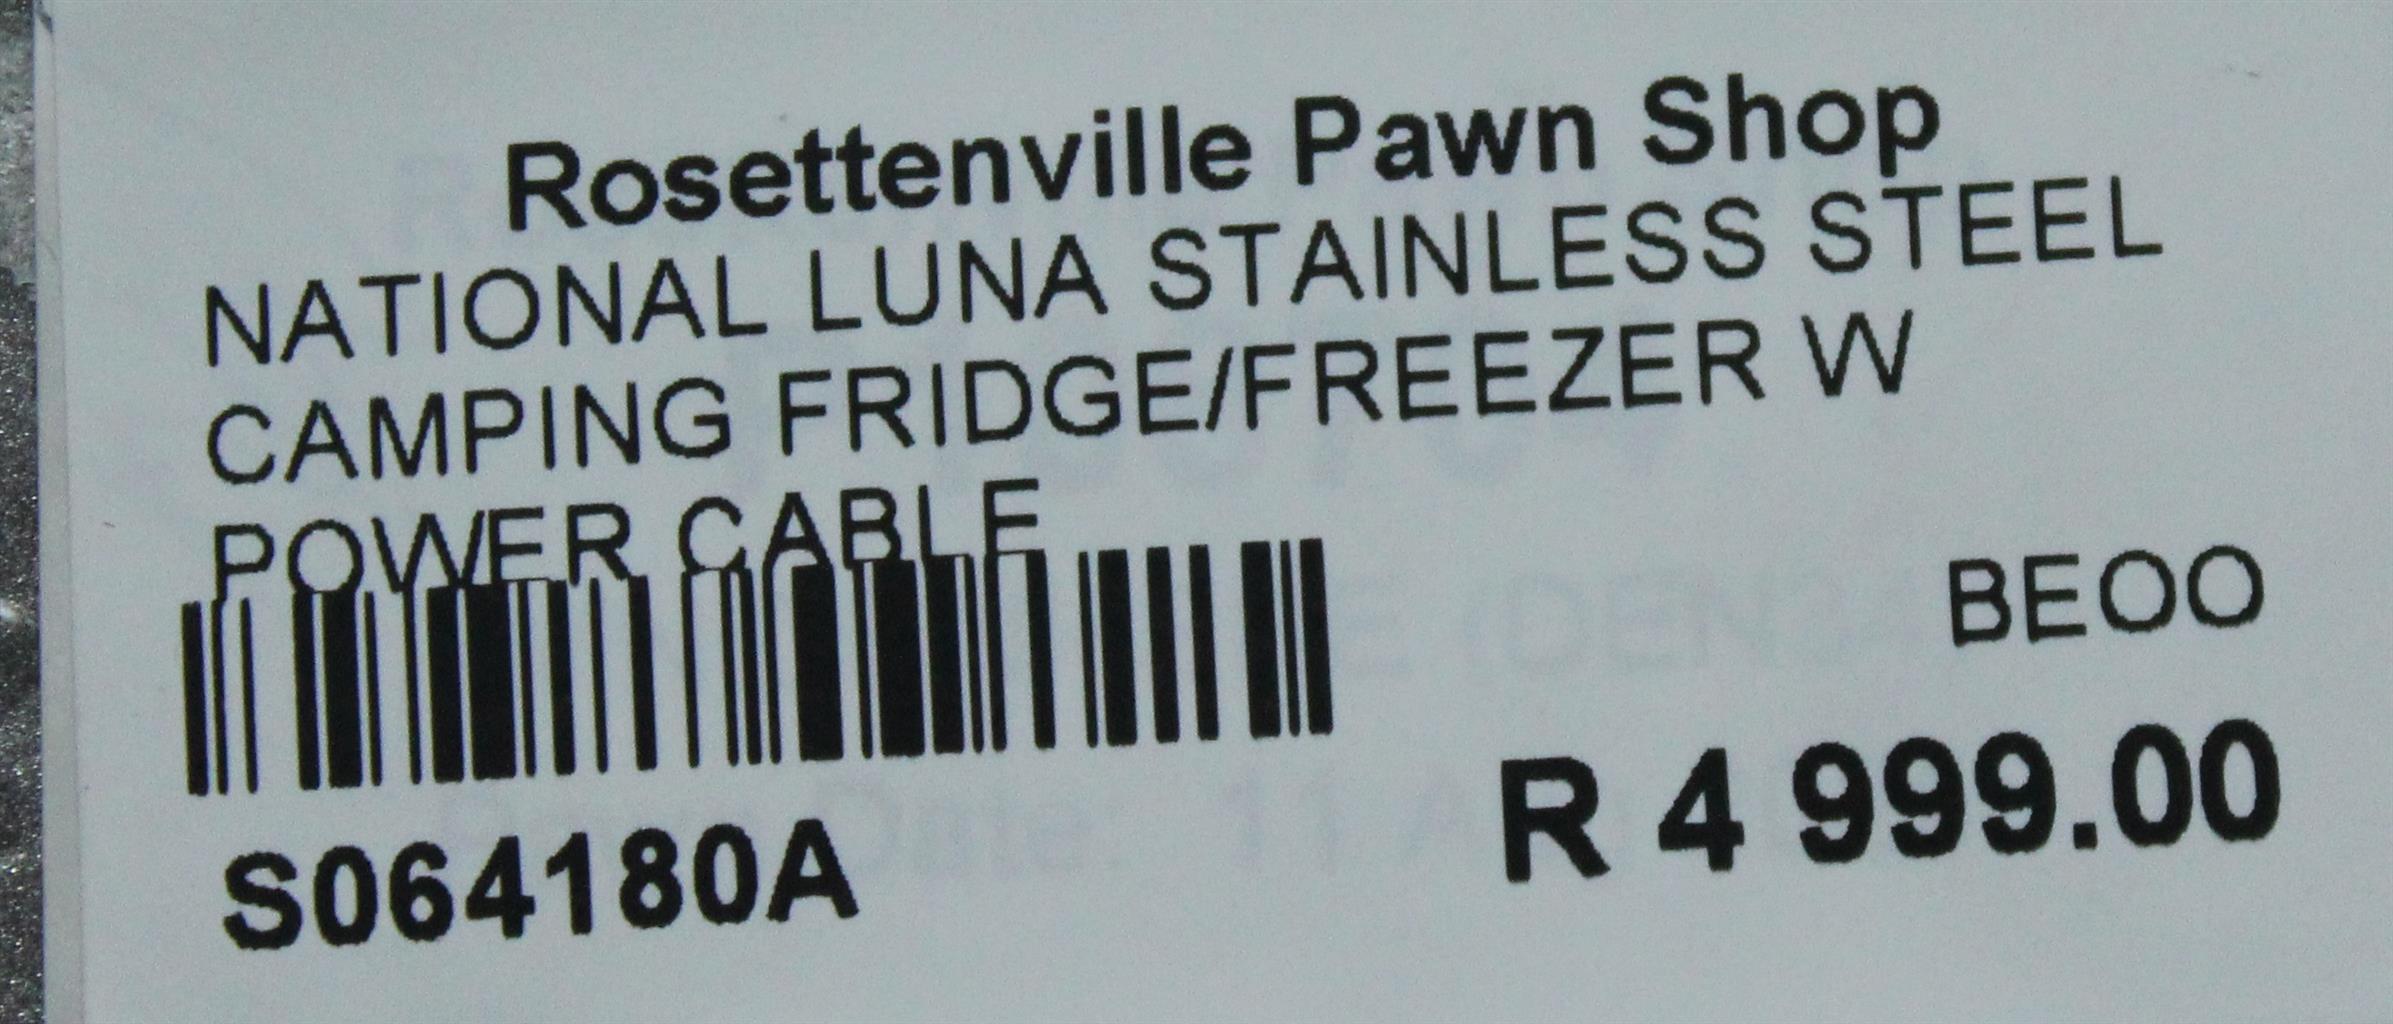 Rosettenville Pawn Shop
NATIONAL LUNA STAINLESS STEEL
CAMPING FRIDGE/FREEZER W
POWER CABLE
BEOO
R 4 999.00
S064180A